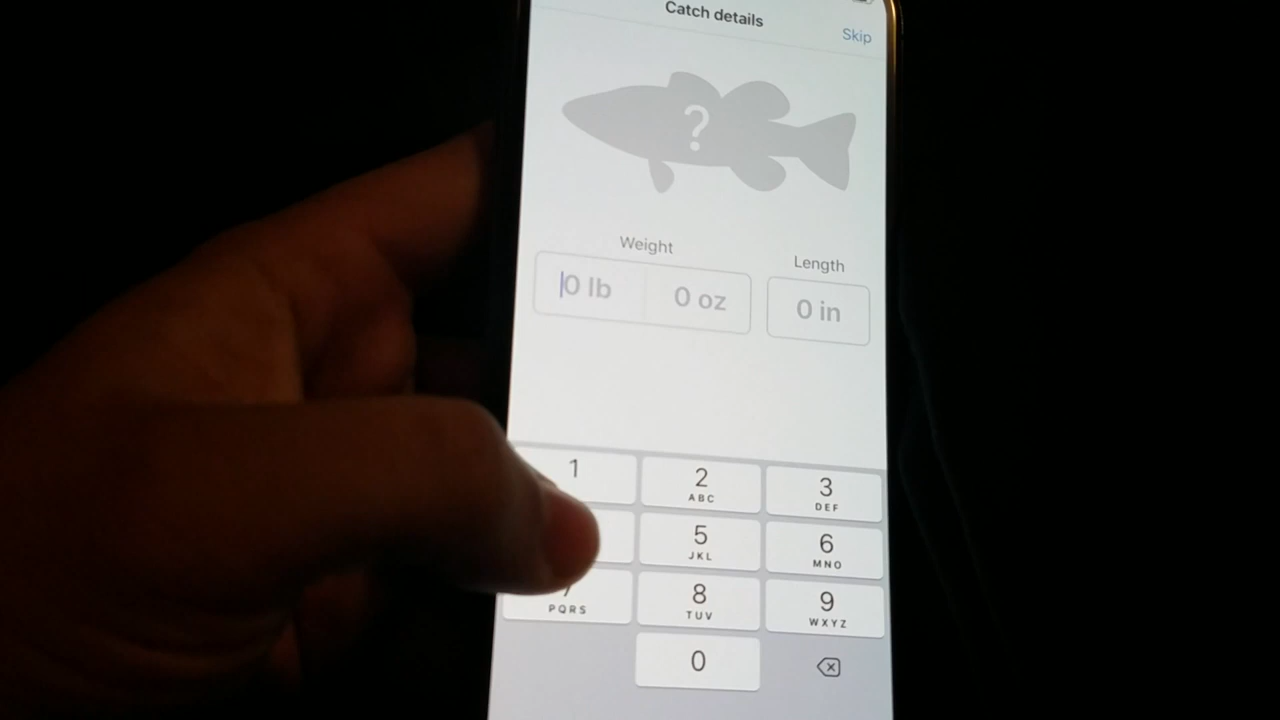 Catch details
Skip
?
Weight
Length
0 lb
0 oz
0 in
1
2
ABC
3
DEF
5
JKL
6
MNO
7
PQRS
8
TUV
9
WXYZ
0